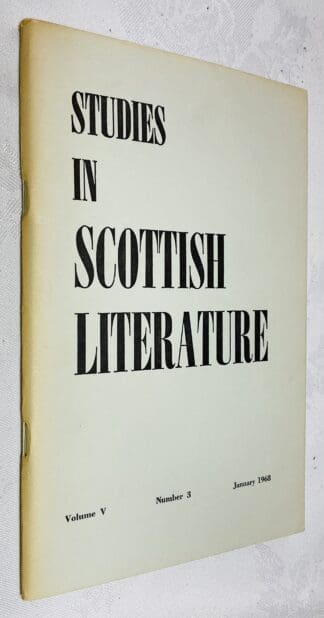 STUDIES
IN
SCOTTISH
LITERATURE
Volume V Number 3 January 1968